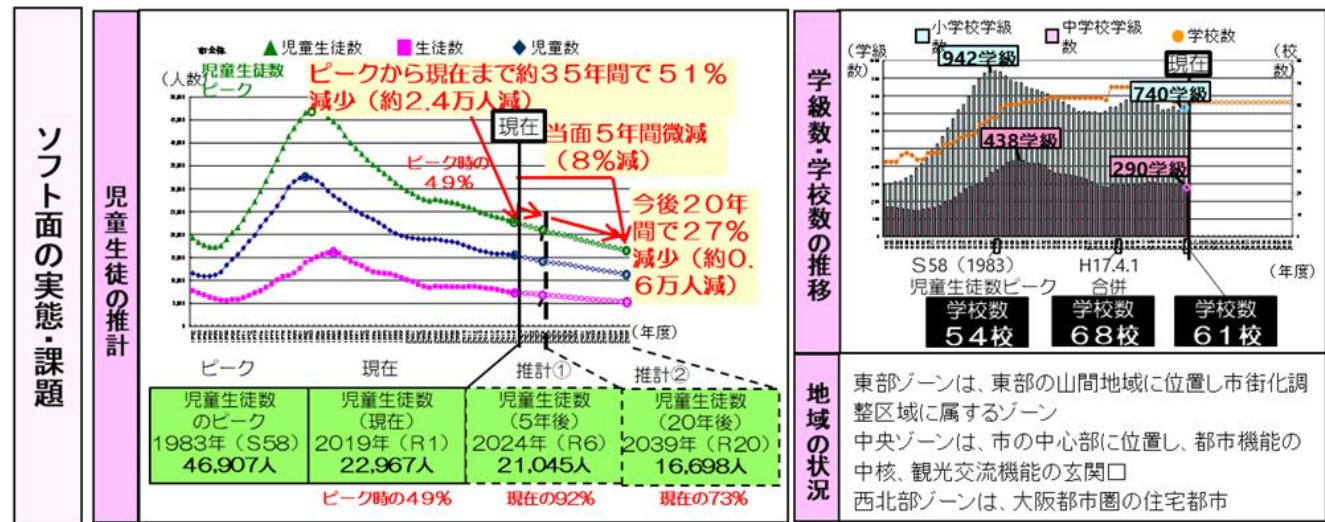 ソフト面の実態・課題
児童生徒の推計
児童生徒数
生徒数
児童数
(人数)
児童生徒数
ピーク
ピークから現在まで約35年間で51%
減少(約2.4万人減)
現在
当面5年間微減
(8%減)
ピーク時の
49%
今後20年
間で27%
減少(約0.
6万人減)
(年度)
ピーク
現在
推計①
推計②
児童生徒数
のピーク
1983年(S58)
46,907人
児童生徒数
(現在)
2019年(R1)
22,967人
児童生徒数
(5年後)
2024年(R6)
21,045人
児童生徒数
(20年後)
2039年(R20)
16,698人
ピーク時の49%
現在の92%
現在の73%
学級数・学校数の推移
小学校学級
数
中学校学級
数
学校数
(学級
数)
(校
数)
942学級
現在
740学級
438学級
290学級
(年度)
S58(1983)
児童生徒数ピーク
H17.4.1
合併
学校数
54校
学校数
68校
学校数
61校
地域の状況
東部ゾーンは、東部の山間地域に位置し市街化調
整区域に属するゾーン
中央ゾーンは、市の中心部に位置し、都市機能の
中核、観光交流機能の玄関口
西北部ゾーンは、大阪都市圏の住宅都市